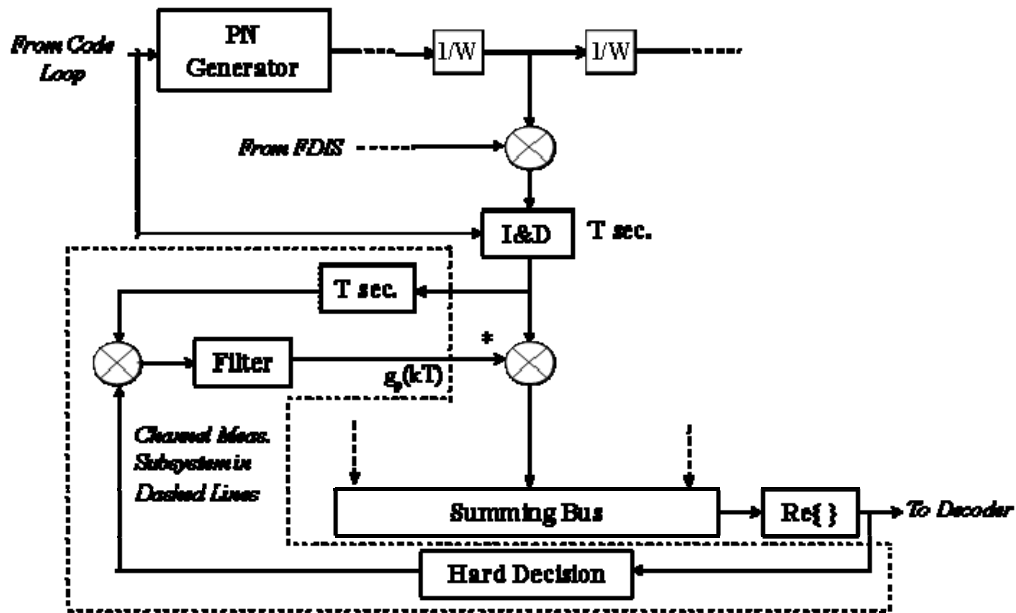 From Code
Loop
PN
Generator
1/W
1/W
From FDIS
I&D
T sec.
T sec.
*
Filter
gp(kT)
Channel Meas.
Subsystem in
Dashed Lines
Summing Bus
Re{ }
To Decoder
Hard Decision